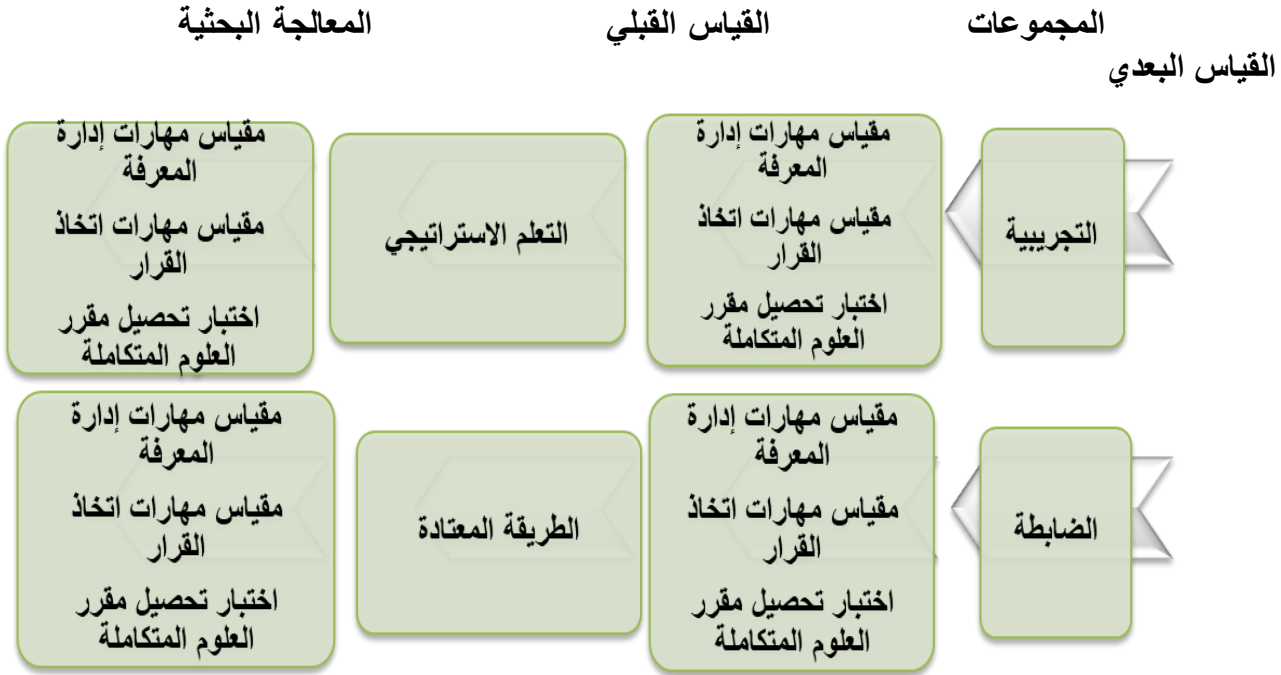 المجموعات القياس القبلي المعالجة البحثية
القياس البعدي
التجريبية
مقياس مهارات إدارة
المعرفة
مقياس مهارات اتخاذ
القرار
اختبار تحصيل مقرر
العلوم المتكاملة
التعلم الاستراتيجي
مقياس مهارات إدارة
المعرفة
مقياس مهارات اتخاذ
القرار
اختبار تحصيل مقرر
العلوم المتكاملة
الضابطة
مقياس مهارات إدارة
المعرفة
مقياس مهارات اتخاذ
القرار
اختبار تحصيل مقرر
العلوم المتكاملة
الطريقة المعتادة
مقياس مهارات إدارة
المعرفة
مقياس مهارات اتخاذ
القرار
اختبار تحصيل مقرر
العلوم المتكاملة